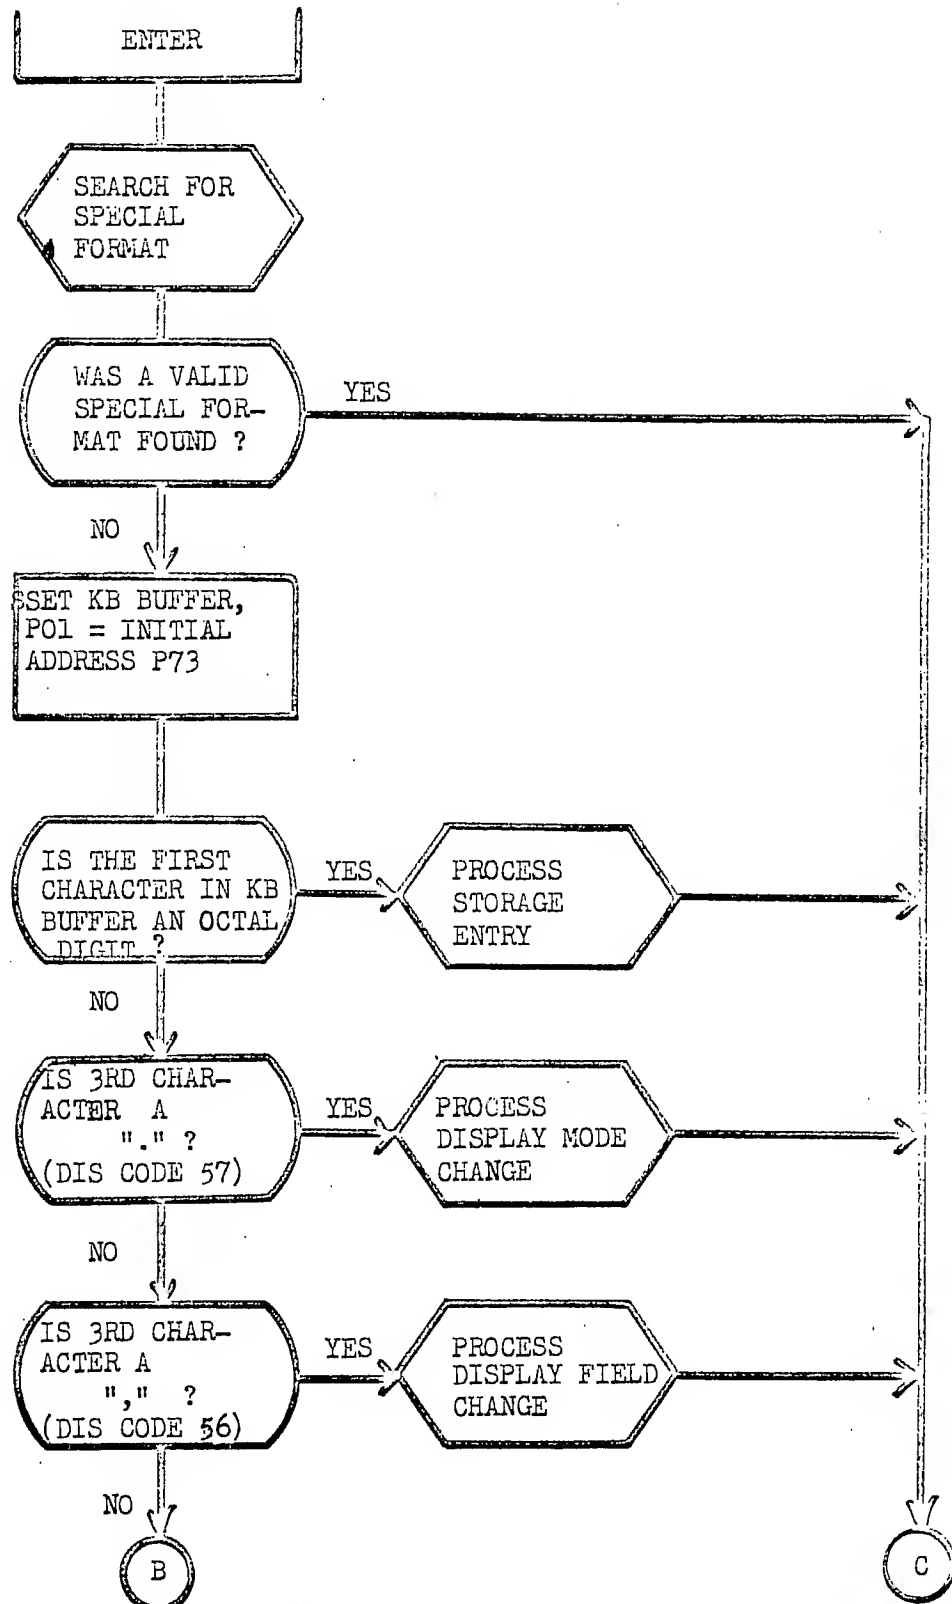 ENTER
SEARCH FOR
SPECIAL
FORMAT
WAS A VALID
SPECIAL FOR-
MAT FOUND ?
YES
NO
SSET KB BUFFER,
PO1 = INITIAL
ADDRESS P73
IS THE FIRST
CHARACTER IN KB
BUFFER AN OCTAL
DIGIT ?
YES
PROCESS
STORAGE
ENTRY
NO
IS 3RD CHAR-
ACTER A
"." ?
(DIS CODE 57)
YES
PROCESS
DISPLAY MODE
CHANGE
NO
IS 3RD CHAR-
ACTER A
"," ?
(DIS CODE 56)
YES
PROCESS
DISPLAY FIELD
CHANGE
NO
B
C